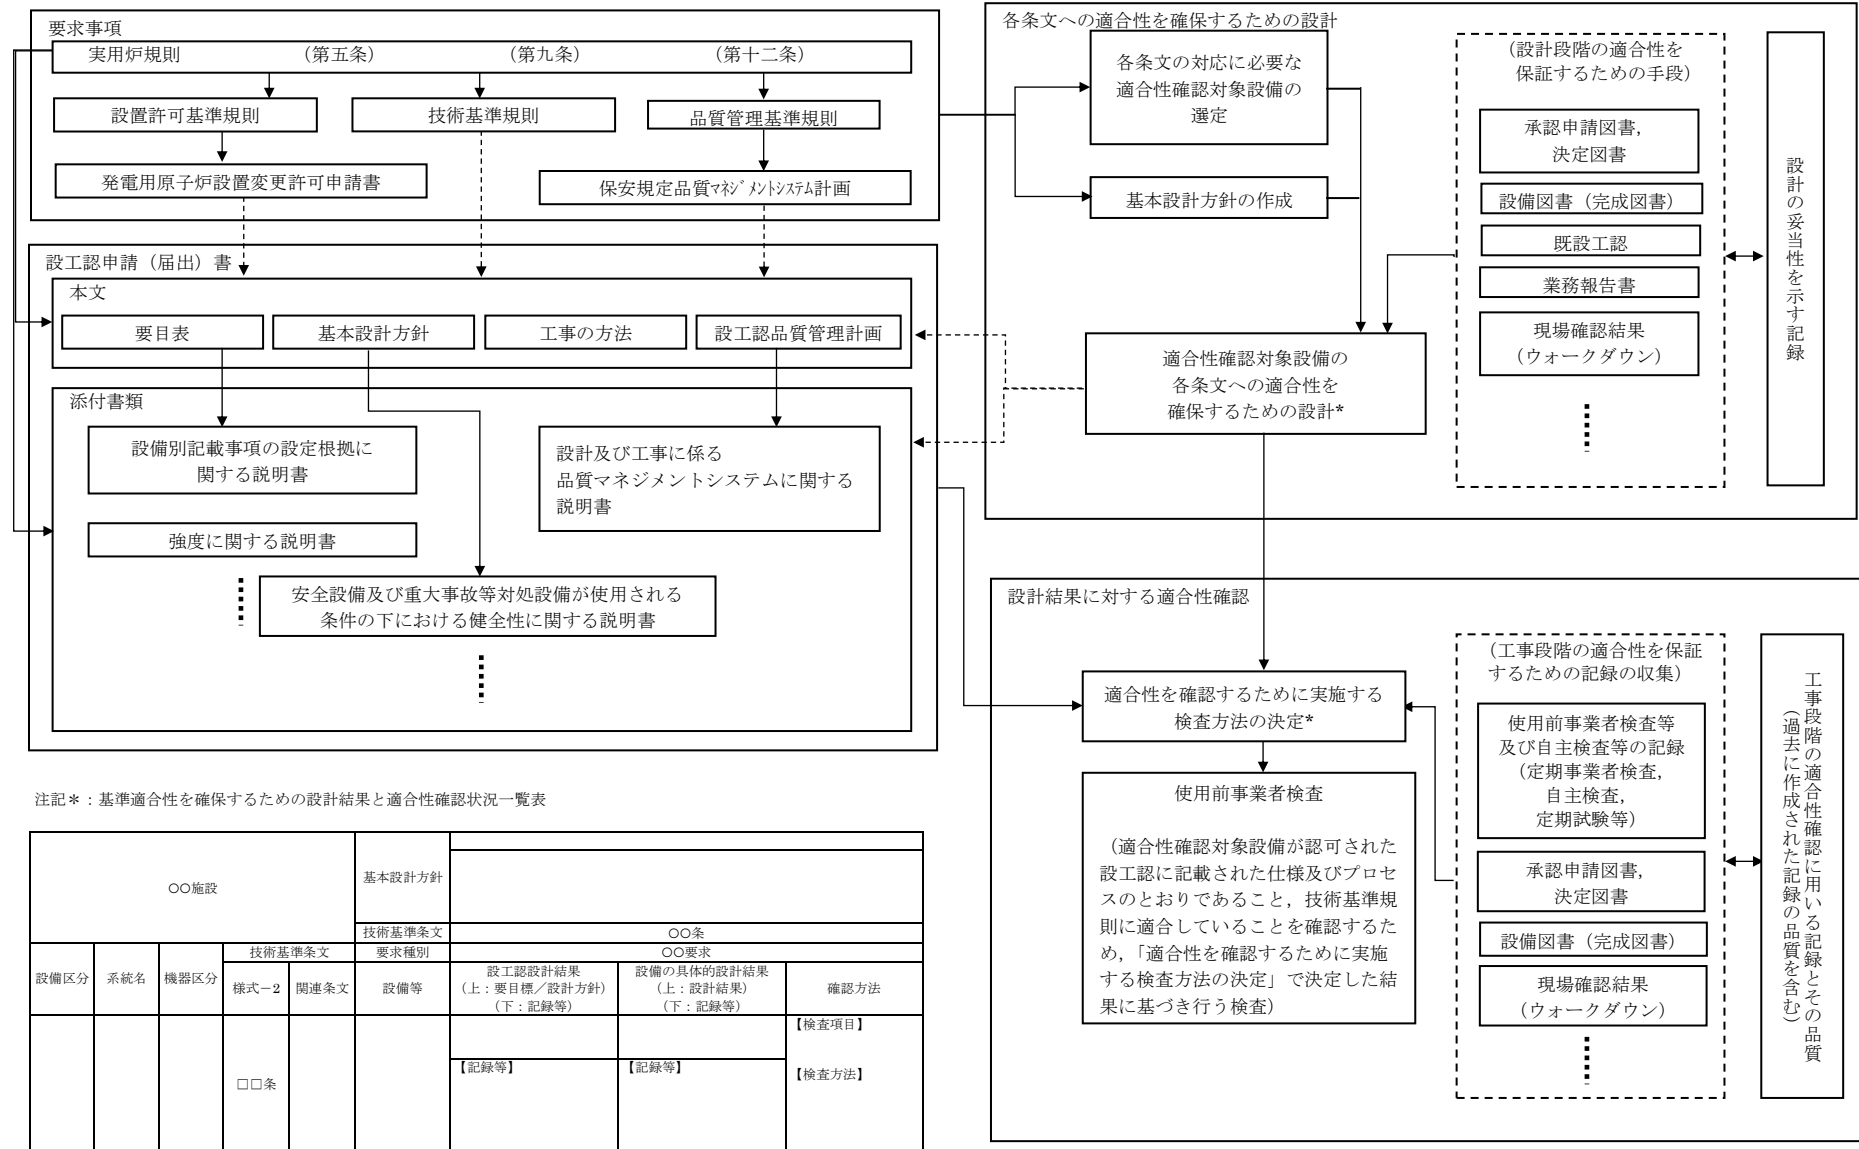 要求事項
実用炉規則 （第五条） （第九条） （第十二条）
設置許可基準規則
技術基準規則
品質管理基準規則
発電用原子炉設置変更許可申請書
保安規定品質ﾏﾈｼﾞﾒﾝﾄｼｽﾃﾑ計画
設工認申請（届出）書
本文
要目表
基本設計方針
工事の方法
設工認品質管理計画
添付書類
設備別記載事項の設定根拠に
関する説明書
設計及び工事に係る
品質マネジメントシステムに関する
説明書
強度に関する説明書
安全設備及び重大事故等対処設備が使用される
条件の下における健全性に関する説明書
各条文への適合性を確保するための設計
各条文の対応に必要な
適合性確認対象設備の
選定
基本設計方針の作成
適合性確認対象設備の
各条文への適合性を
確保するための設計*
（設計段階の適合性を
保証するための手段）
承認申請図書，
決定図書
設備図書（完成図書）
既設工認
業務報告書
現場確認結果
（ウォークダウン）
設計の妥当性を示す記録
設計結果に対する適合性確認
適合性を確認するために実施する
検査方法の決定*
使用前事業者検査
（適合性確認対象設備が認可された
設工認に記載された仕様及びプロセ
スのとおりであること，技術基準規
則に適合していることを確認するた
め，「適合性を確認するために実施
する検査方法の決定」で決定した結
果に基づき行う検査）
（工事段階の適合性を保証
するための記録の収集）
使用前事業者検査等
及び自主検査等の記録
（定期事業者検査，
自主検査，
定期試験等）
承認申請図書，
決定図書
設備図書（完成図書）
現場確認結果
（ウォークダウン）
工事段階の適合性確認に用いる記録とその品質
（過去に作成された記録の品質を含む）
注記＊：基準適合性を確保するための設計結果と適合性確認状況一覧表
○○施設
基本設計方針
技術基準条文 ○○条
技術基準条文 要求種別 ○○要求
設備区分 系統名 機器区分 様式－2 関連条文 設備等
設工認設計結果
（上：要目標／設計方針）
（下：記録等）
設備の具体的設計結果
（上：設計結果）
（下：記録等）
確認方法
□□条
【記録等】
【記録等】
【検査項目】
【検査方法】